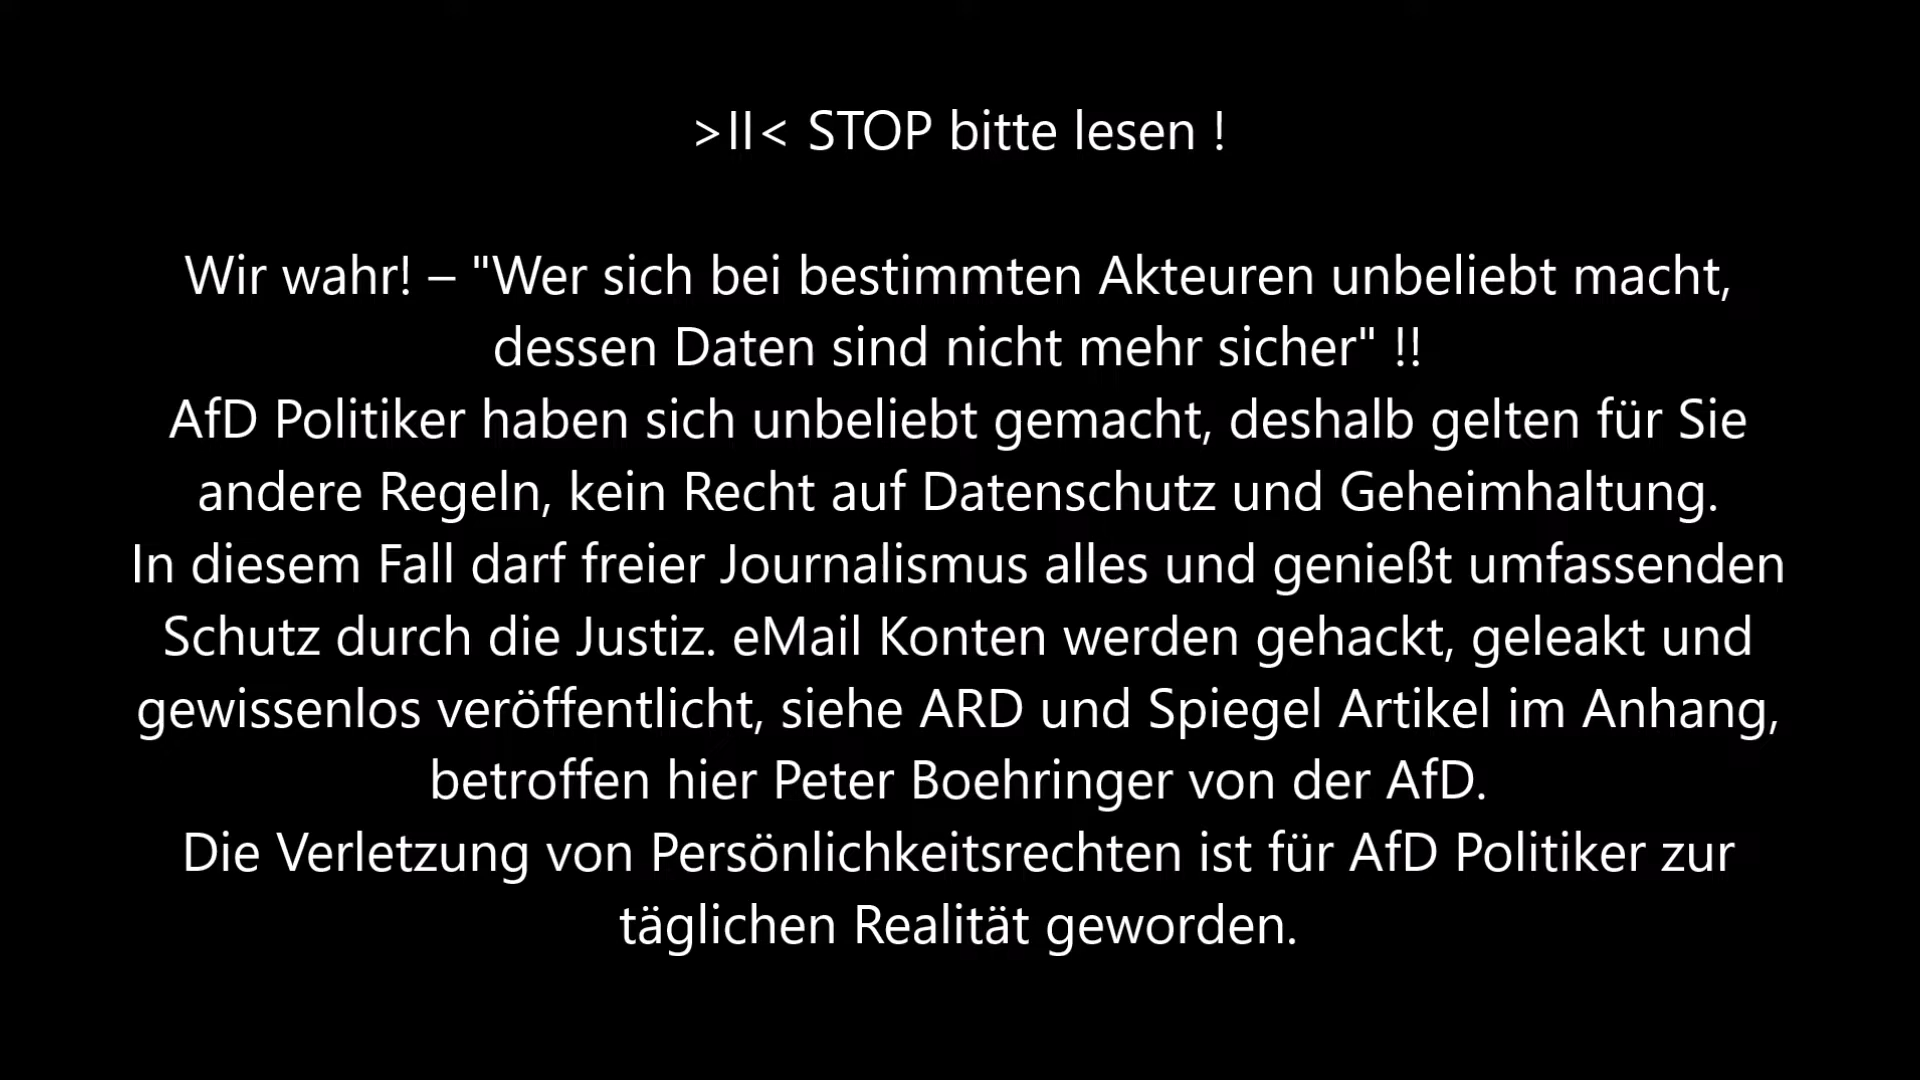 >II< STOP bitte lesen !
Wir wahr! – "Wer sich bei bestimmten Akteuren unbeliebt macht,
dessen Daten sind nicht mehr sicher" !!
AfD Politiker haben sich unbeliebt gemacht, deshalb gelten für Sie
andere Regeln, kein Recht auf Datenschutz und Geheimhaltung.
In diesem Fall darf freier Journalismus alles und genießt umfassenden
Schutz durch die Justiz. eMail Konten werden gehackt, geleakt und
gewissenlos veröffentlicht, siehe ARD und Spiegel Artikel im Anhang,
betroffen hier Peter Boehringer von der AfD.
Die Verletzung von Persönlichkeitsrechten ist für AfD Politiker zur
täglichen Realität geworden.